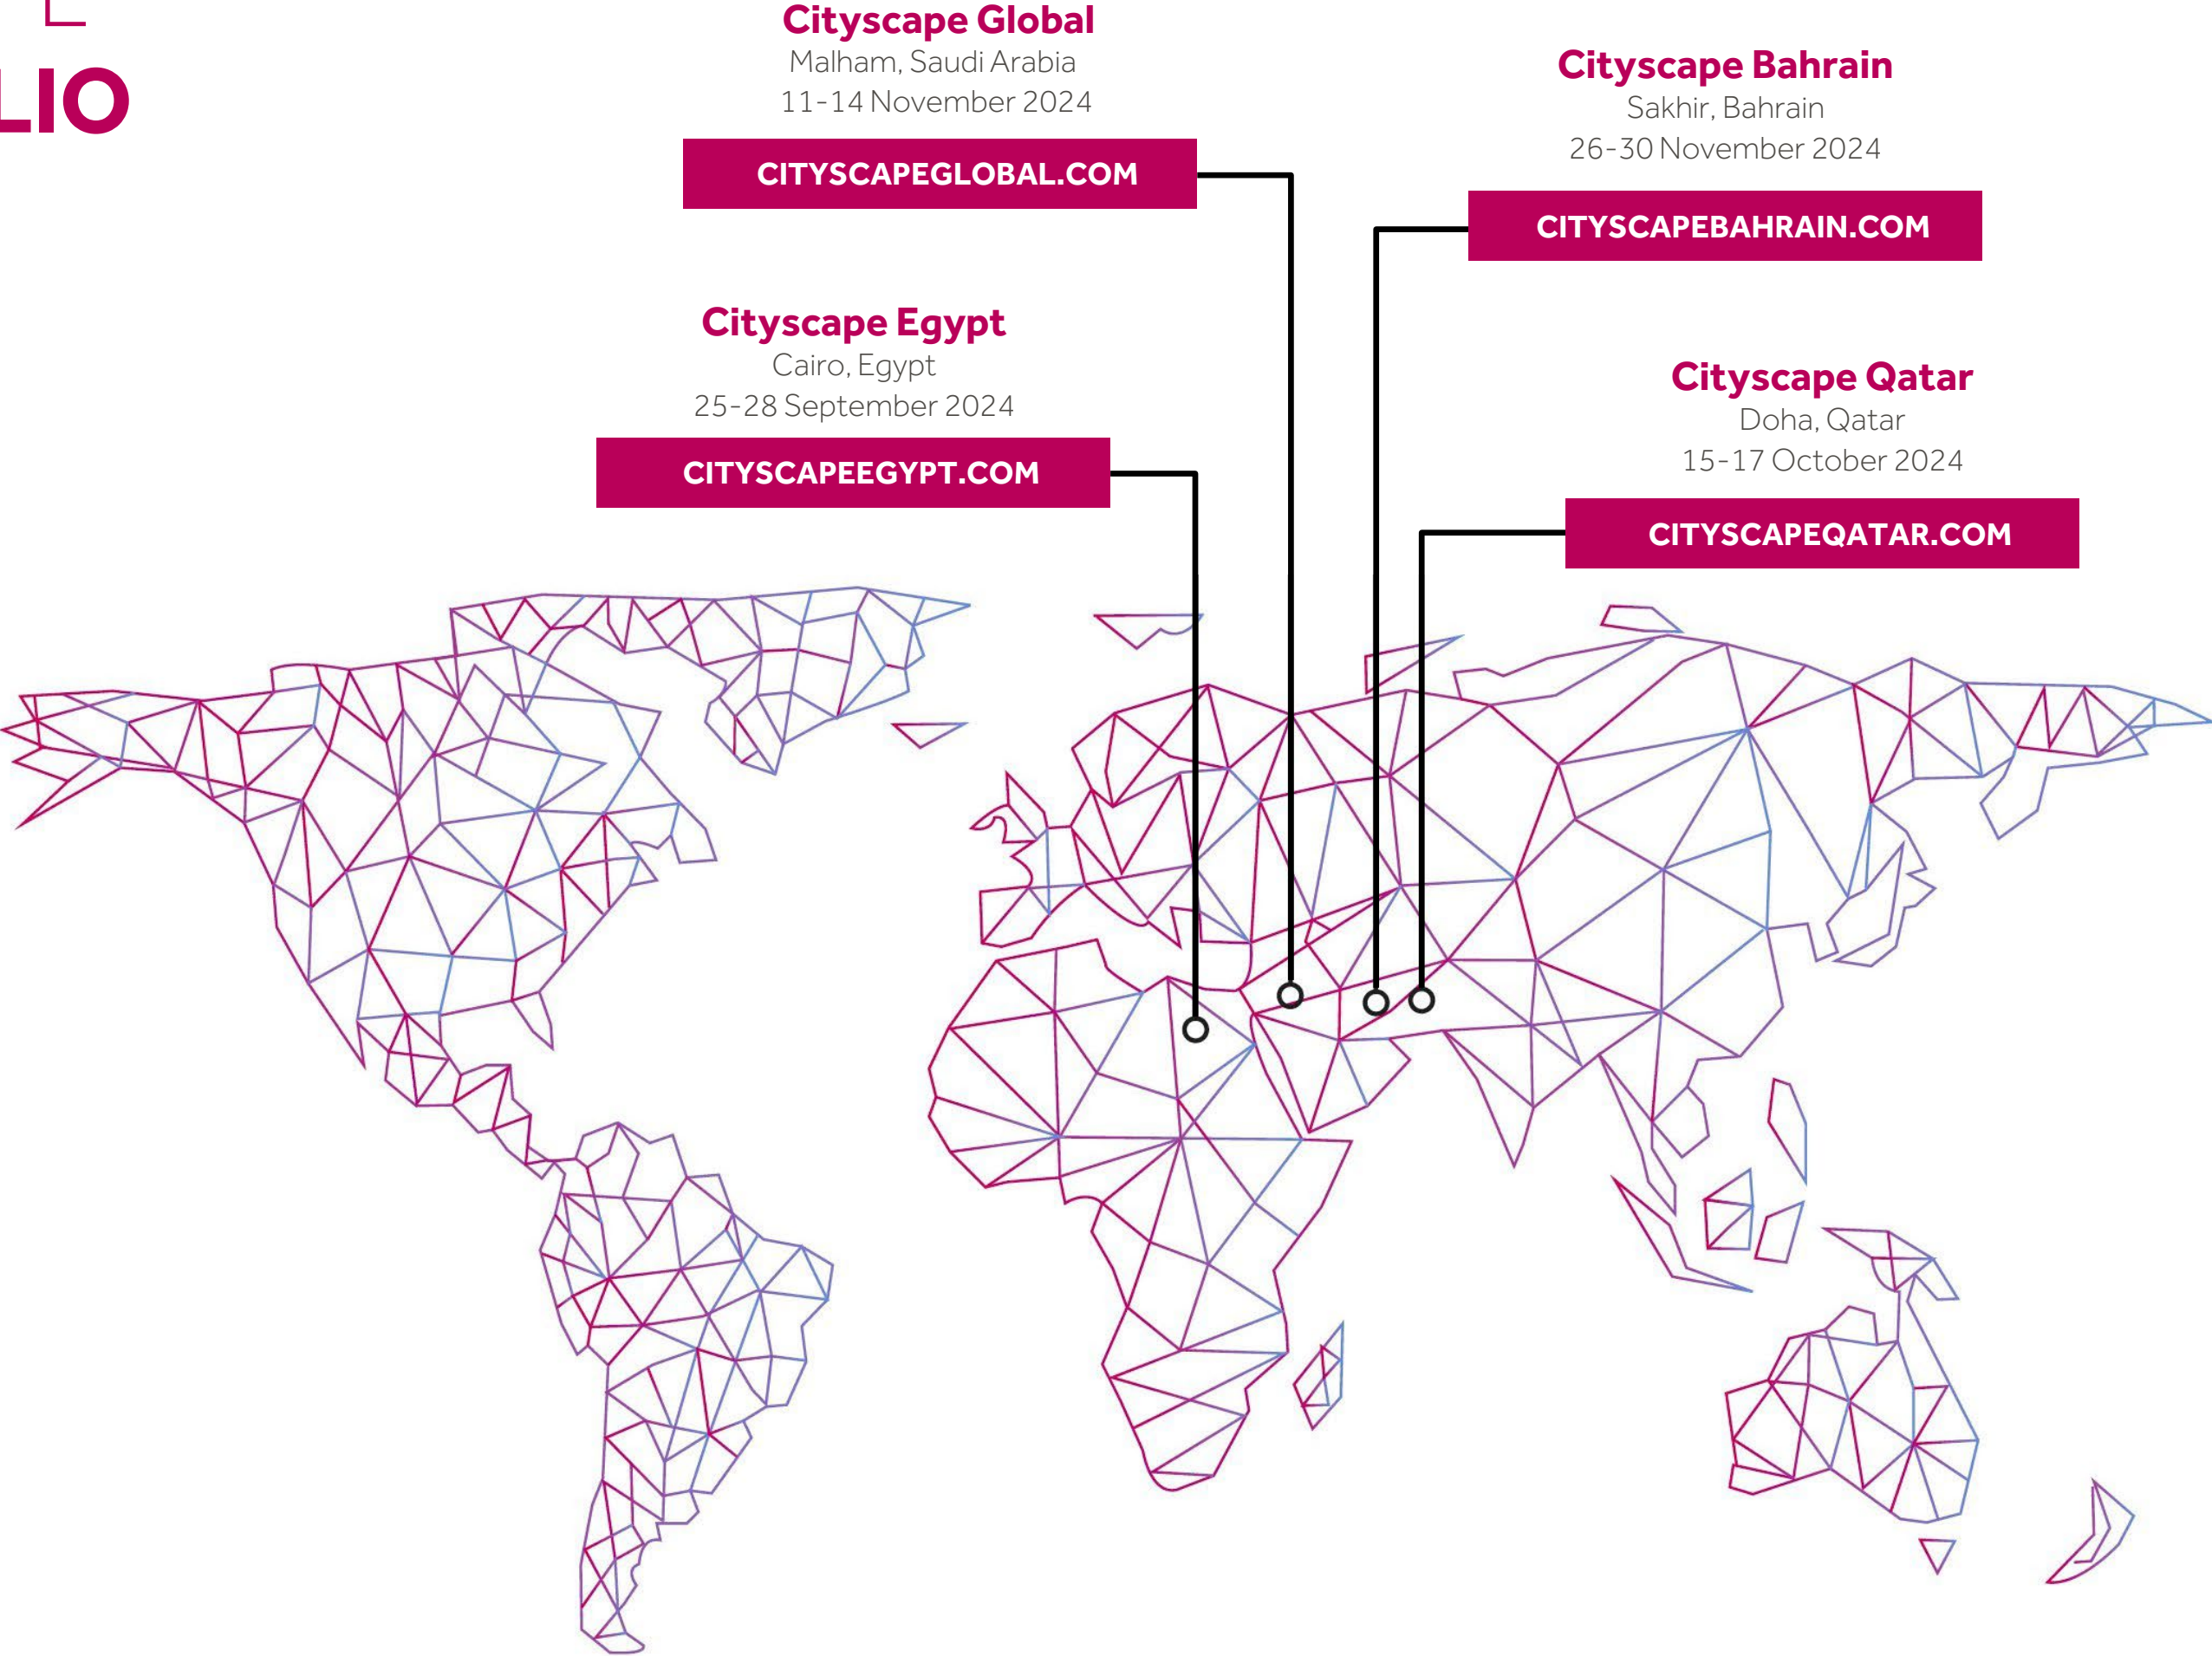 LIO
Cityscape Global
Malham, Saudi Arabia
11-14 November 2024
CITYSCAPEGLOBAL.COM
Cityscape Bahrain
Sakhir, Bahrain
26-30 November 2024
CITYSCAPEBAHRAIN.COM
Cityscape Egypt
Cairo, Egypt
25-28 September 2024
CITYSCAPEEGYPT.COM
Cityscape Qatar
Doha, Qatar
15-17 October 2024
CITYSCAPEQATAR.COM